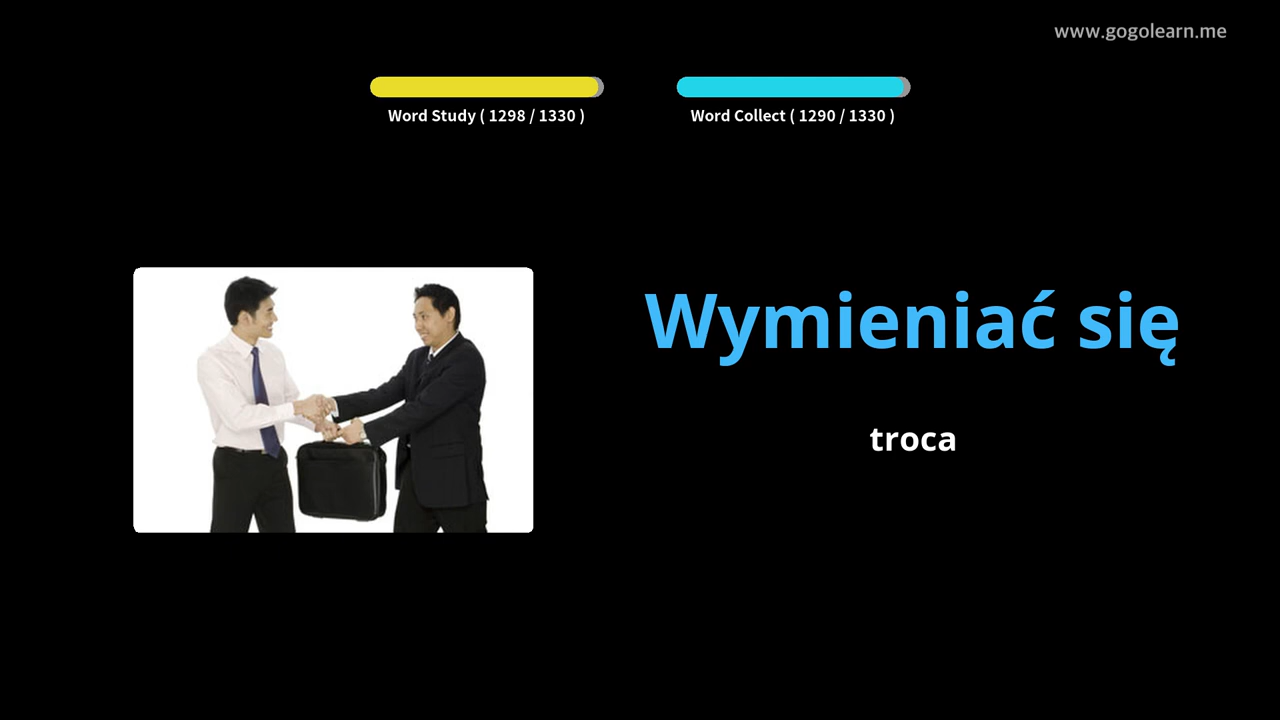 www.gogolearn.me
Word Study ( 1298 / 1330 )
Word Collect ( 1290 / 1330 )
Wymieniać się
troca